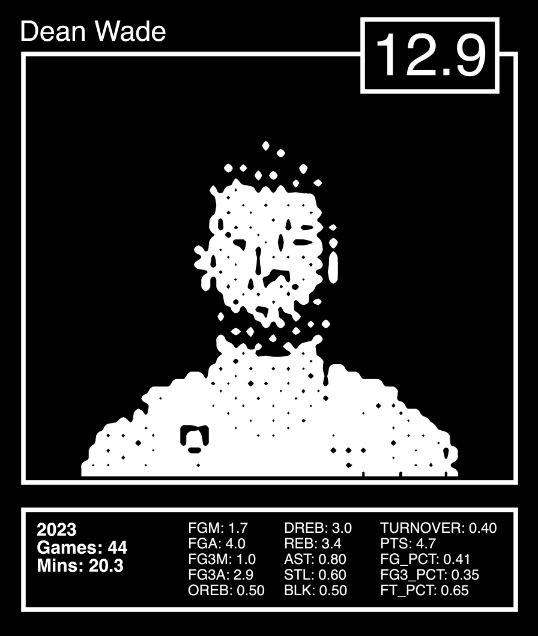 Dean Wade
12.9
2023
Games: 44
Mins: 20.3
FGM: 1.7
FGA: 4.0
FG3M: 1.0
FG3A: 2.9
OREB: 0.50
DREB: 3.0
REB: 3.4
AST: 0.80
STL: 0.60
BLK: 0.50
TURNOVER: 0.40
PTS: 4.7
FG_PCT: 0.41
FG3_PCT: 0.35
FT_PCT: 0.65